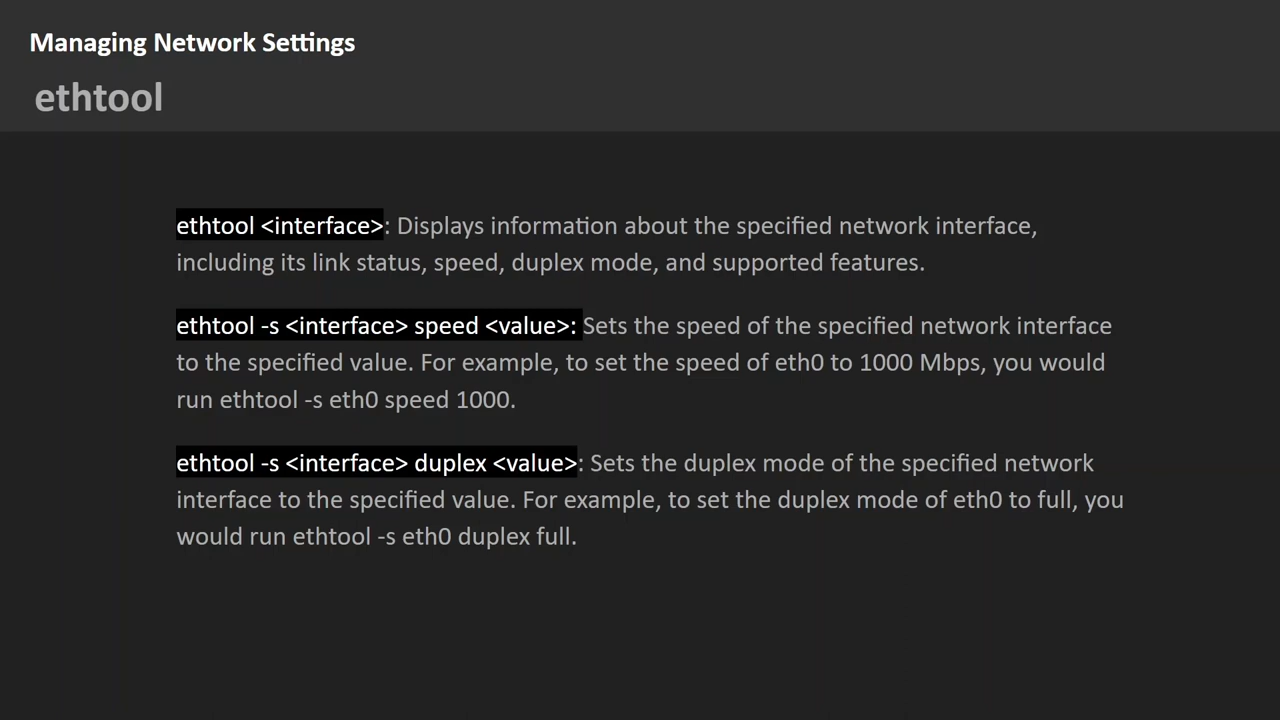 Managing Network Settings
ethtool
ethtool <interface>: Displays information about the specified network interface,
including its link status, speed, duplex mode, and supported features.
ethtool -s <interface> speed <value>: Sets the speed of the specified network interface
to the specified value. For example, to set the speed of eth0 to 1000 Mbps, you would
run ethtool -s eth0 speed 1000.
ethtool -s <interface> duplex <value>: Sets the duplex mode of the specified network
interface to the specified value. For example, to set the duplex mode of eth0 to full, you
would run ethtool -s eth0 duplex full.